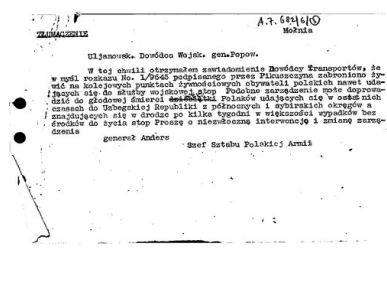 A.7.682/6(15)
TŁUMACZENIE
Mołnia
Uljanowsk. Dowódca Wojsk. gen.Popow.
W tej chwili otrzymałem zawiadomienie Dowódcy Transportów, że
w myśl rozkazu No. 1/9645 podpisanego przez Pikuszczyna zabroniono ży-
wić na kolejowych punktach żywnościowych obywateli polskich nawet uda-
jących się do służby wojskowej stop Podobne zarządzenie może doprowa-
dzić do głodowej śmierci Polaków udających się w ostatnich
czasach do Uzbegskiej Republiki z północnych i sybirskich okręgów a
znajdujących się w drodze po kilka tygodni w większości wypadków bez
środków do życia stop Proszę o niezwłoczną interwencję i zmianę zarzą-
dzenia
generał Anders
Szef Sztabu Polskiej Armii